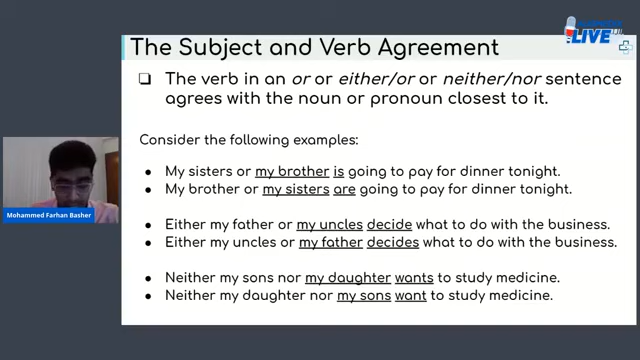 LIVE
The Subject and Verb Agreement
❑ The verb in an or or either/or or neither/nor sentence
agrees with the noun or pronoun closest to it.
Consider the following examples:
● My sisters or my brother is going to pay for dinner tonight.
● My brother or my sisters are going to pay for dinner tonight.
● Either my father or my uncles decide what to do with the business.
● Either my uncles or my father decides what to do with the business.
● Neither my sons nor my daughter wants to study medicine.
● Neither my daughter nor my sons want to study medicine.
Mohammed Farhan Basher